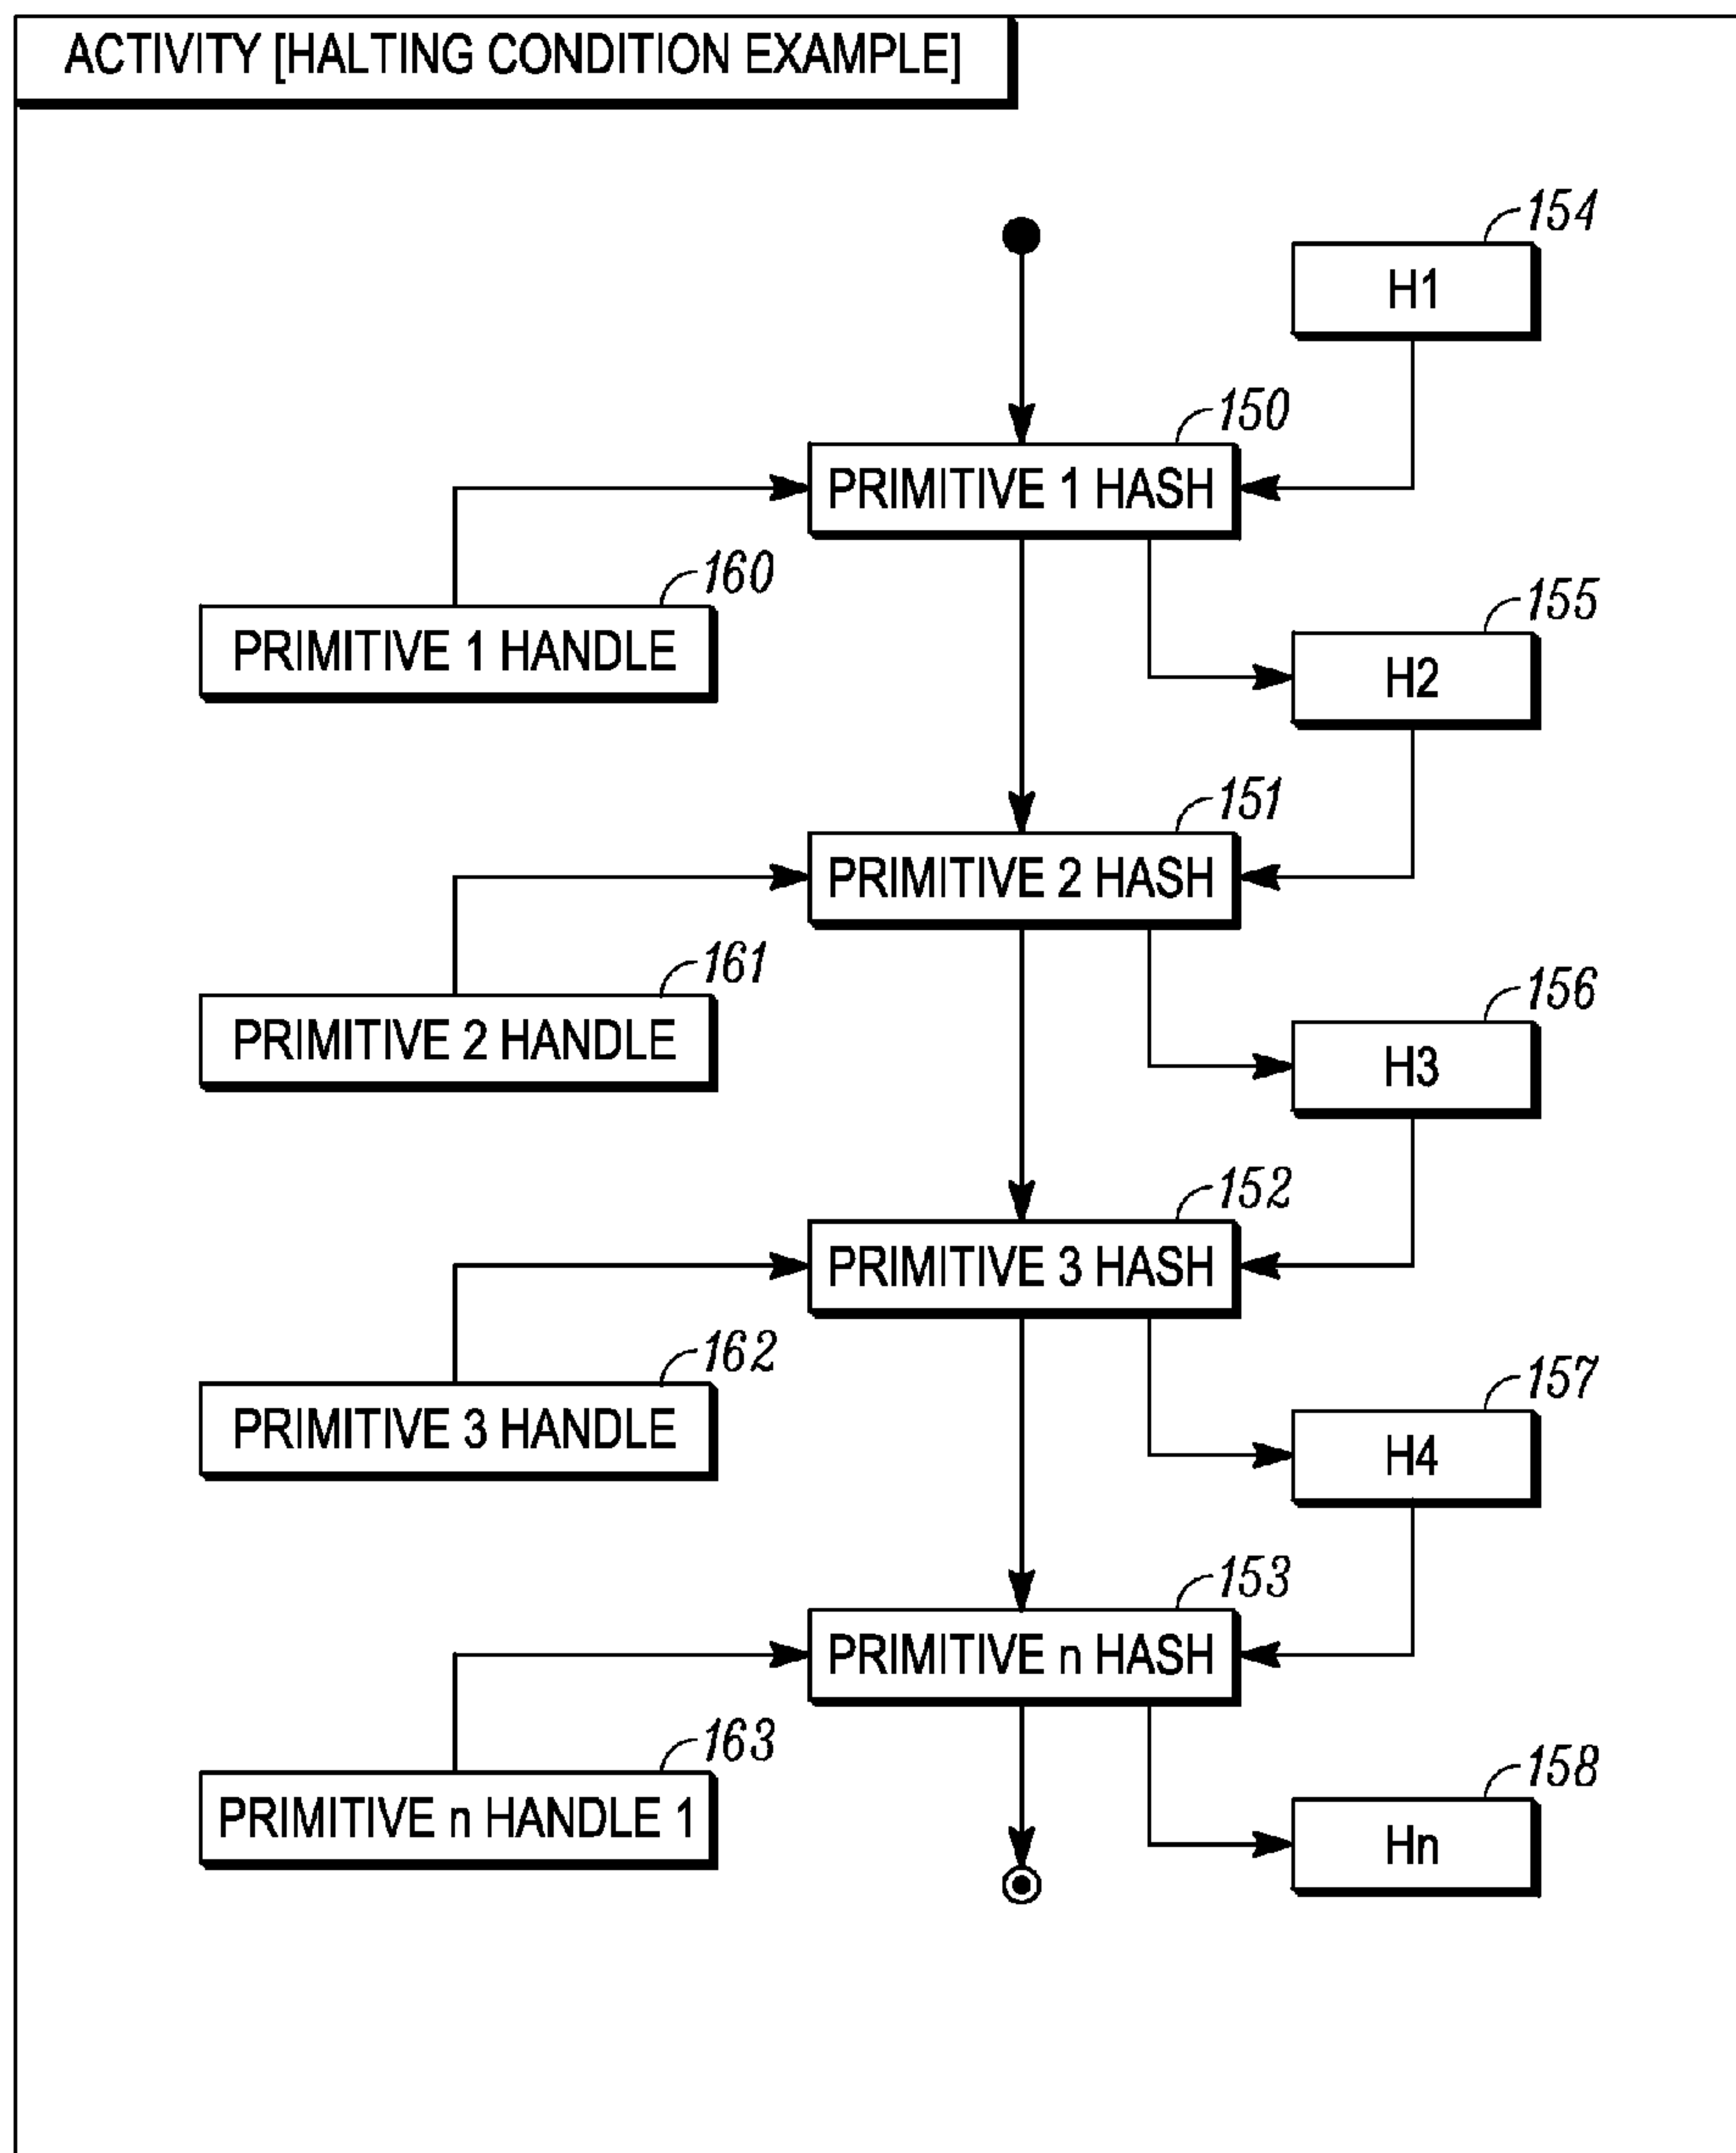 ACTIVITY [HALTING CONDITION EXAMPLE]
154
H1
150
PRIMITIVE 1 HASH
160
PRIMITIVE 1 HANDLE
155
H2
151
PRIMITIVE 2 HASH
161
PRIMITIVE 2 HANDLE
156
H3
152
PRIMITIVE 3 HASH
162
PRIMITIVE 3 HANDLE
157
H4
153
PRIMITIVE n HASH
163
PRIMITIVE n HANDLE 1
158
Hn